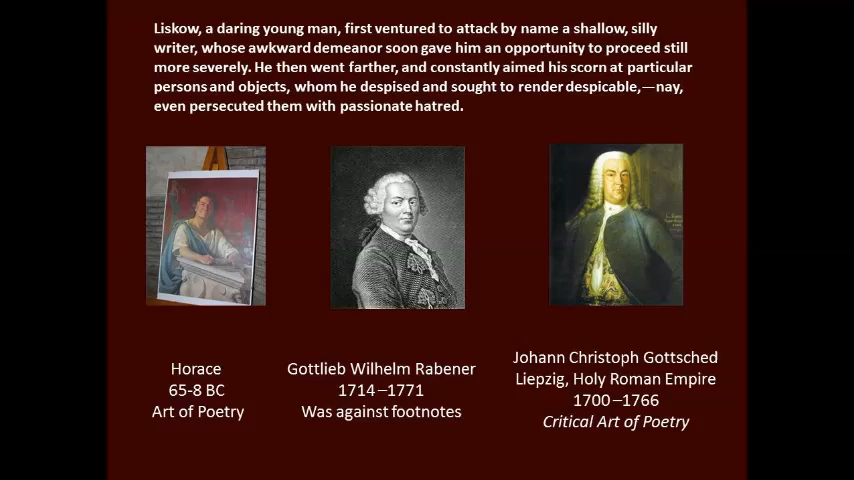 Liskow, a daring young man, first ventured to attack by name a shallow, silly
writer, whose awkward demeanor soon gave him an opportunity to proceed still
more severely. He then went farther, and constantly aimed his scorn at particular
persons and objects, whom he despised and sought to render despicable,—nay,
even persecuted them with passionate hatred.
Horace
65-8 BC
Art of Poetry
Gottlieb Wilhelm Rabener
1714–1771
Was against footnotes
Johann Christoph Gottsched
Liepzig, Holy Roman Empire
1700–1766
Critical Art of Poetry